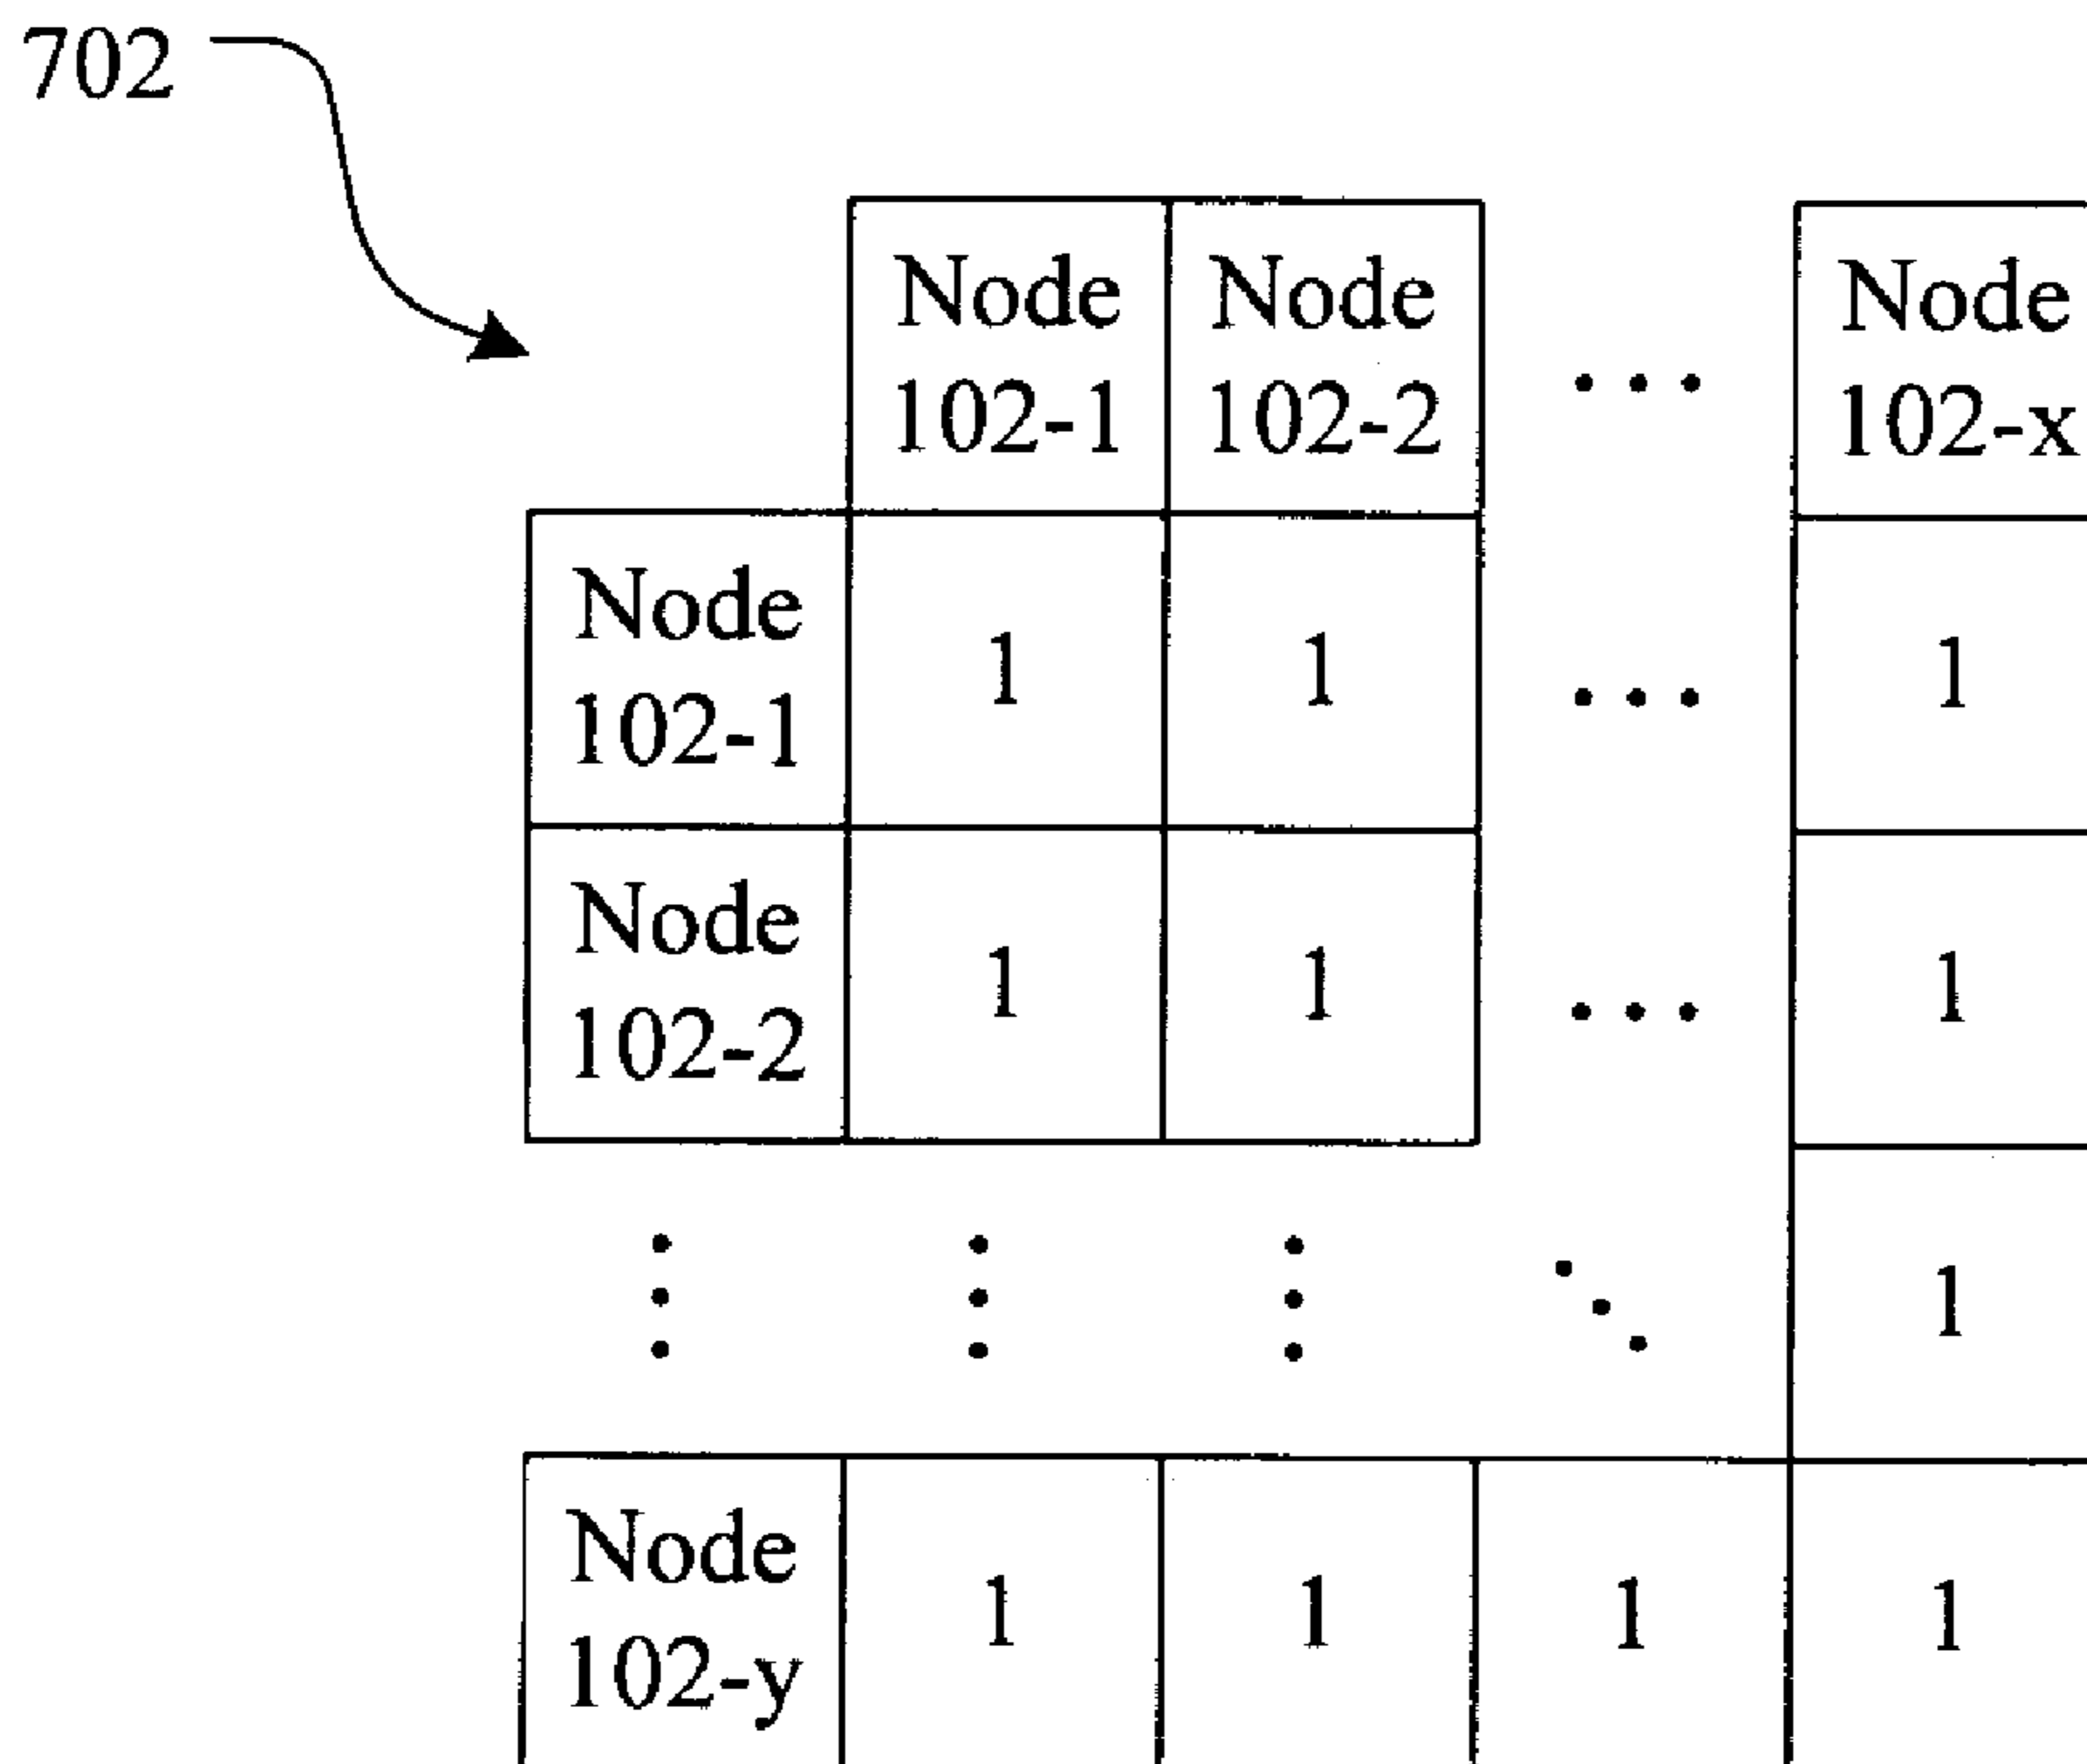 702
Node Node ... Node
102-1 102-2 102-x
Node
102-1 1 1 ... 1
Node
102-2 1 1 ... 1
1
Node
102-y 1 1 1 1